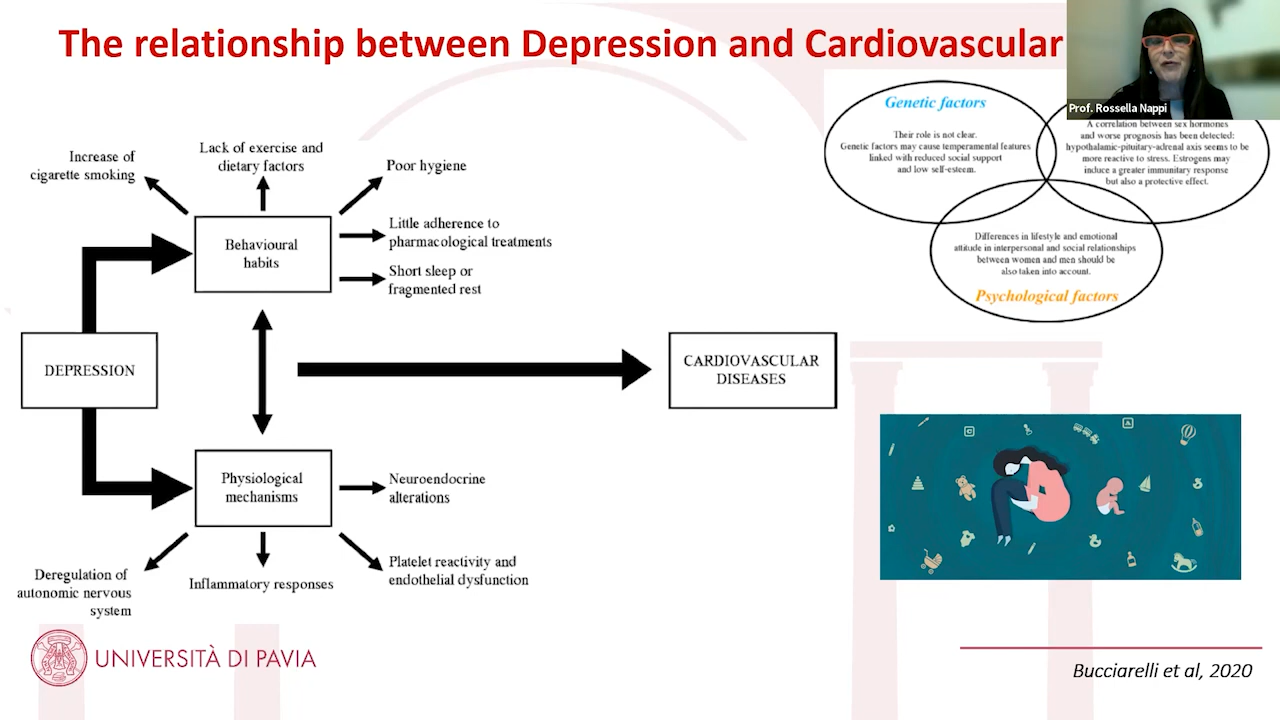 The relationship between Depression and Cardiovascular
Prof. Rossella Nappi
Increase of
cigarette smoking
Lack of exercise and
dietary factors
Poor hygiene
Little adherence to
pharmacological treatments
Short sleep or
fragmented rest
Behavioural
habits
DEPRESSION
CARDIOVASCULAR
DISEASES
Physiological
mechanisms
Neuroendocrine
alterations
Platelet reactivity and
endothelial dysfunction
Inflammatory responses
Deregulation of
autonomic nervous
system
Genetic factors
Their role is not clear.
Genetic factors may cause temperamental features
linked with reduced social support
and low self-esteem.
A correlation between sex hormones
and worse prognosis has been detected:
hypothalamic-pituitary-adrenal axis seems to be
more reactive to stress. Estrogens may
induce a greater immunitary response
but also a protective effect.
Differences in lifestyle and emotional
attitude in interpersonal and social relationships
between women and men should be
also taken into account.
Psychological factors
C
A
UNIVERSITÀ DI PAVIA
Bucciarelli et al, 2020